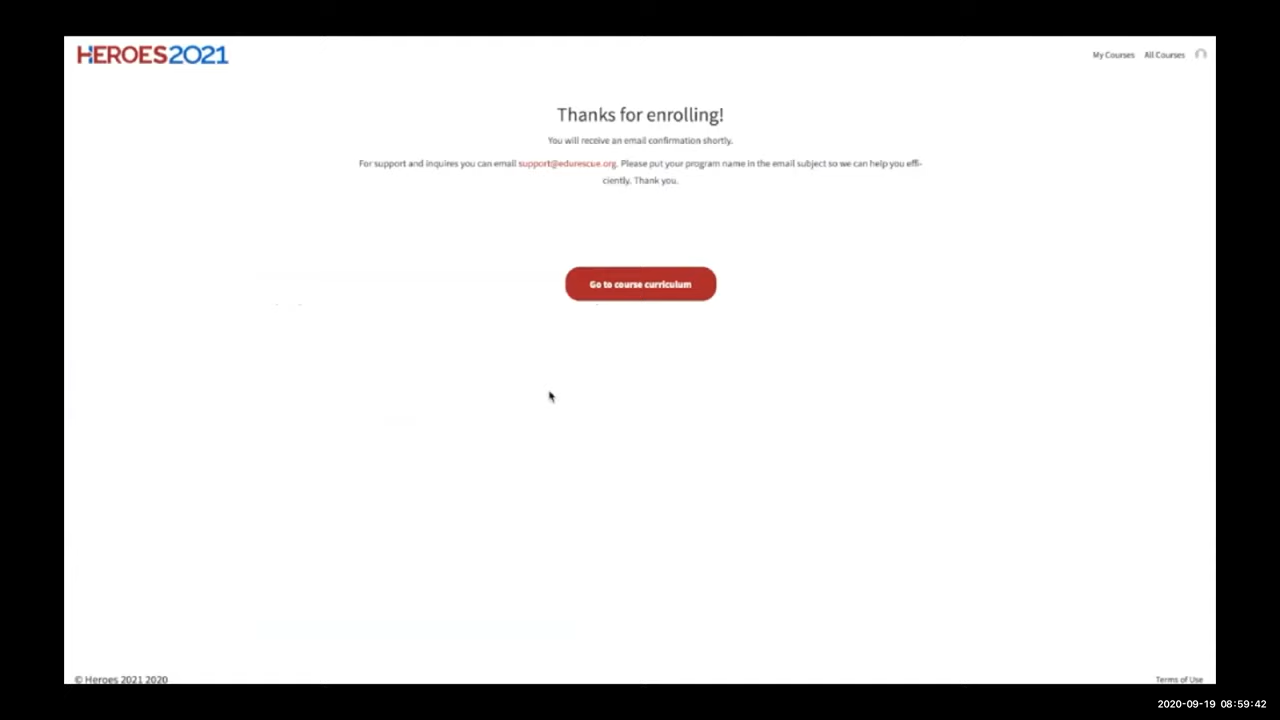 HEROES2021
My Courses All Courses
Thanks for enrolling!
You will receive an email confirmation shortly.
For support and inquires you can email support@edurescue.org. Please put your program name in the email subject so we can help you effi-
ciently. Thank you.
Go to course curriculum
© Heroes 2021 2020
Terms of Use
2020-09-19 08:59:42